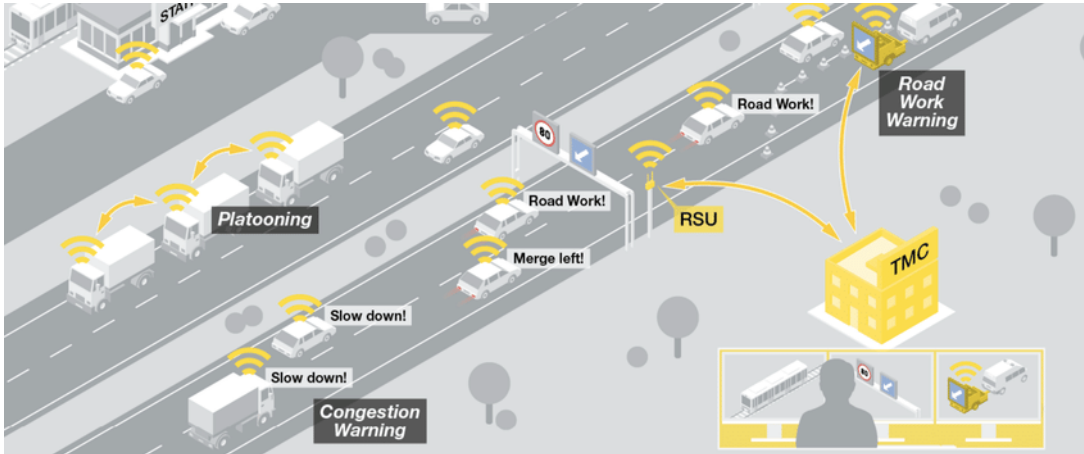 STATI
Road
Work
Warning
Road Work!
80
Road Work!
RSU
Platooning
Merge left!
TMC
Slow down!
Slow down!
Congestion
Warning
80